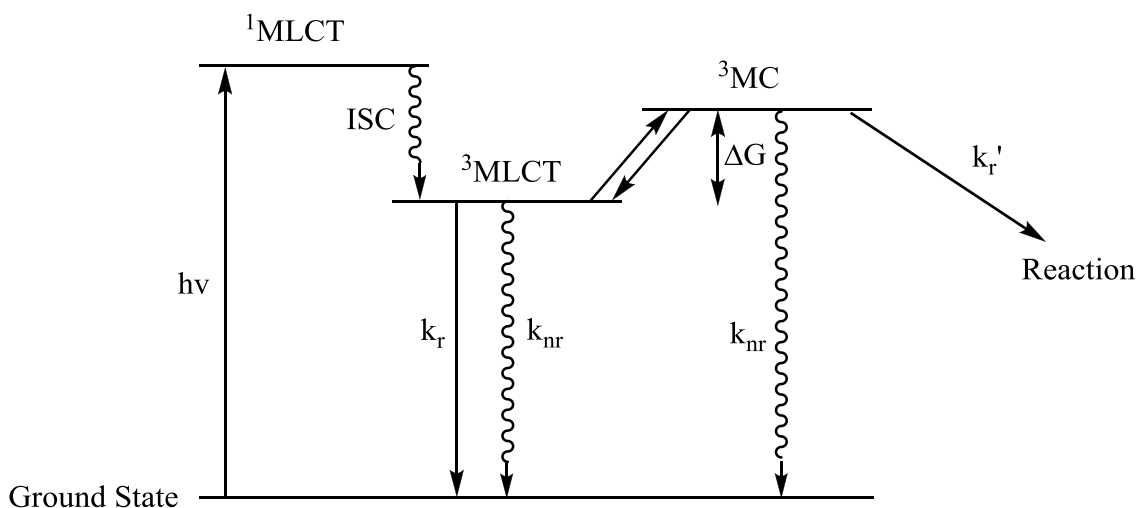 ¹MLCT
³MC
ISC
³MLCT
ΔG
kᵣ'
Reaction
hv
kᵣ
kₙᵣ
kₙᵣ
Ground State